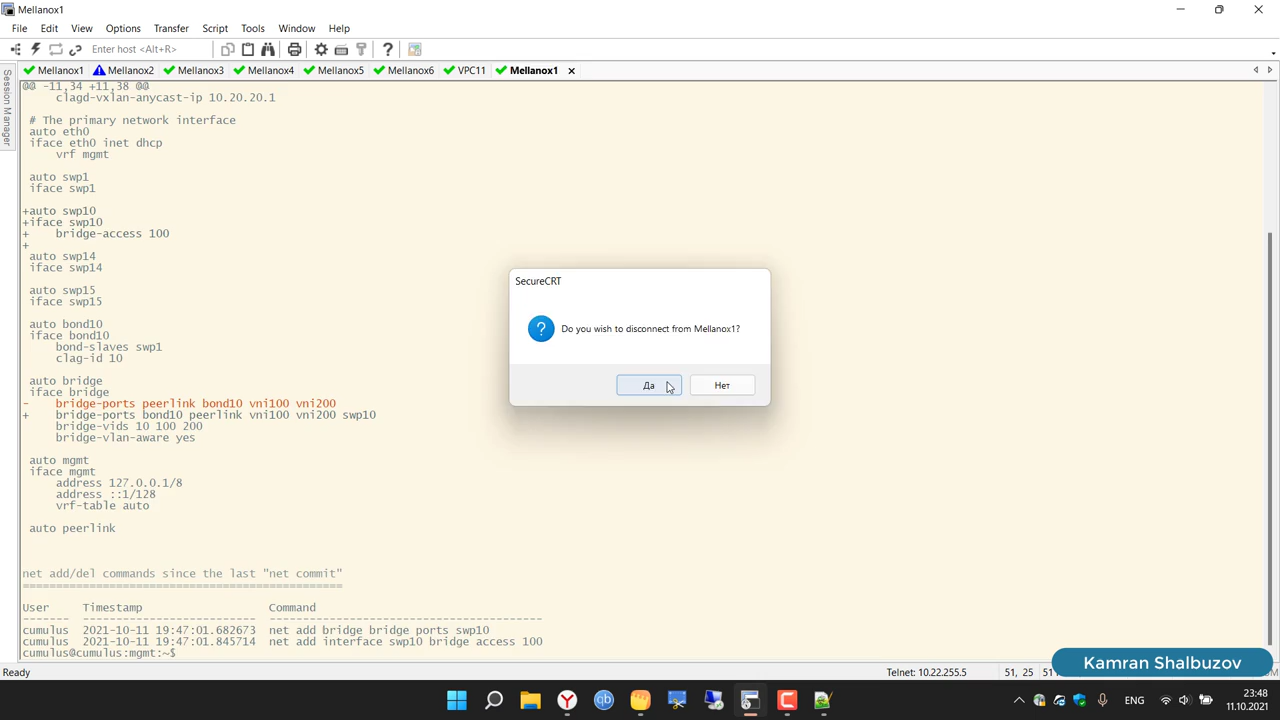 Mellanox1
File Edit View Options Transfer Script Tools Window Help
Enter host <Alt+R>
Mellanox1 Mellanox2 Mellanox3 Mellanox4 Mellanox5 Mellanox6 VPC11 Mellanox1
Session Manager
@@ -11,34 +11,38 @@
clagd-vxlan-anycast-ip 10.20.20.1
# The primary network interface
auto eth0
iface eth0 inet dhcp
vrf mgmt
auto swp1
iface swp1
+auto swp10
+iface swp10
+ bridge-access 100
+
auto swp14
iface swp14
auto swp15
iface swp15
auto bond10
iface bond10
bond-slaves swp1
clag-id 10
auto bridge
iface bridge
- bridge-ports peerlink bond10 vni100 vni200
+ bridge-ports bond10 peerlink vni100 vni200 swp10
bridge-vids 10 100 200
bridge-vlan-aware yes
auto mgmt
iface mgmt
address 127.0.0.1/8
address ::1/128
vrf-table auto
auto peerlink
net add/del commands since the last "net commit"
================================================
User Timestamp Command
------- -------------------------- --------------------------------------
cumulus 2021-10-11 19:47:01.682673 net add bridge bridge ports swp10
cumulus 2021-10-11 19:47:01.845714 net add interface swp10 bridge access 100
cumulus@cumulus:mgmt:~$
SecureCRT
Do you wish to disconnect from Mellanox1?
Да Нет
Ready Telnet: 10.22.255.5 51, 25 51
Kamran Shalbuzov
ENG 23:48
11.10.2021